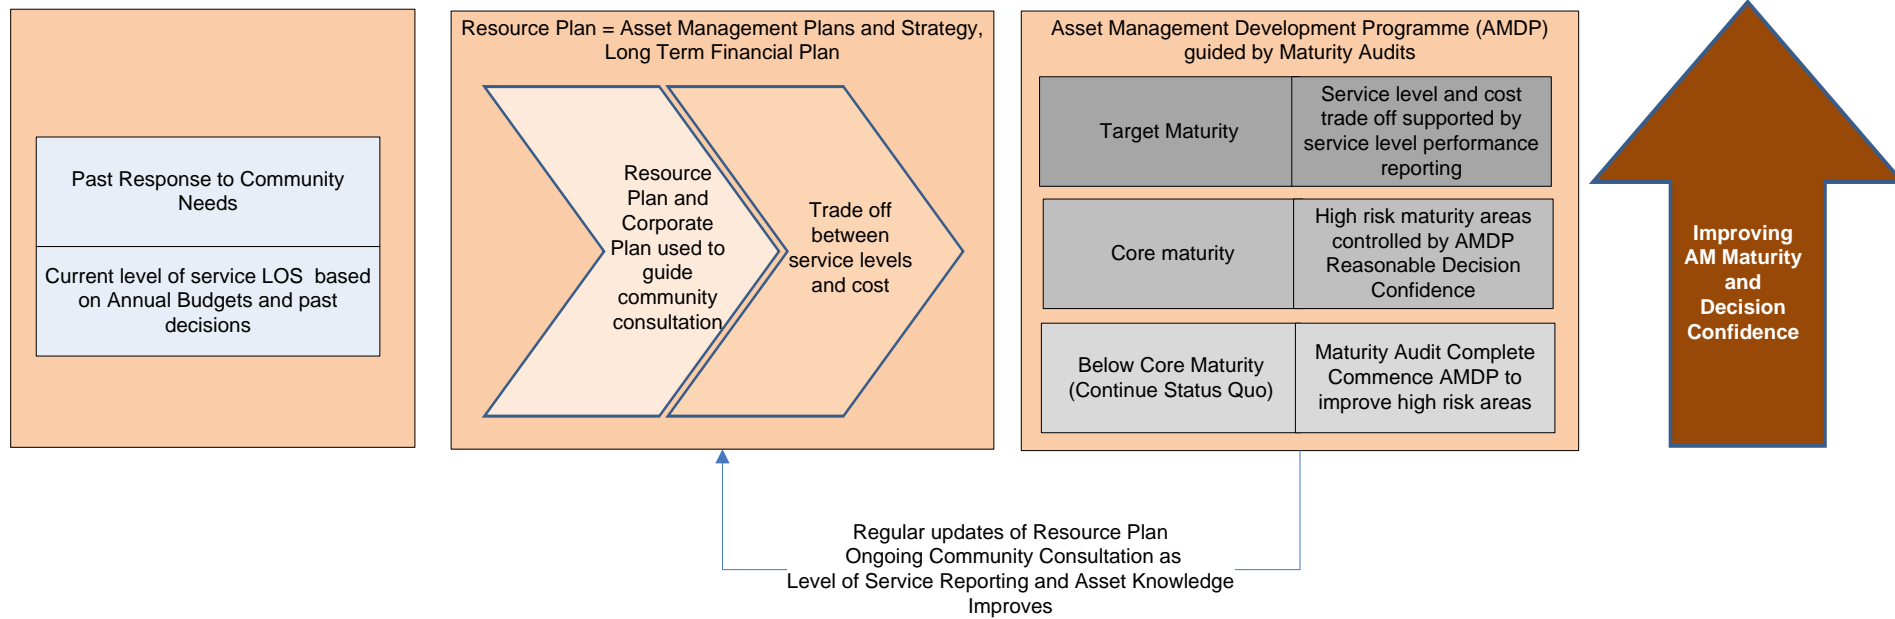 Past Response to Community
Needs
Current level of service LOS  based
on Annual Budgets and past
decisions
Resource Plan = Asset Management Plans and Strategy,
Long Term Financial Plan
Resource
Plan and
Corporate
Plan used to
guide
community
consultation
Trade off
between
service levels
and cost
Asset Management Development Programme (AMDP)
guided by Maturity Audits
Target Maturity
Service level and cost
trade off supported by
service level performance
reporting
Core maturity
High risk maturity areas
controlled by AMDP
Reasonable Decision
Confidence
Below Core Maturity
(Continue Status Quo)
Maturity Audit Complete
Commence AMDP to
improve high risk areas
Improving
AM Maturity
and
Decision
Confidence
Regular updates of Resource Plan
Ongoing Community Consultation as
Level of Service Reporting and Asset Knowledge
Improves